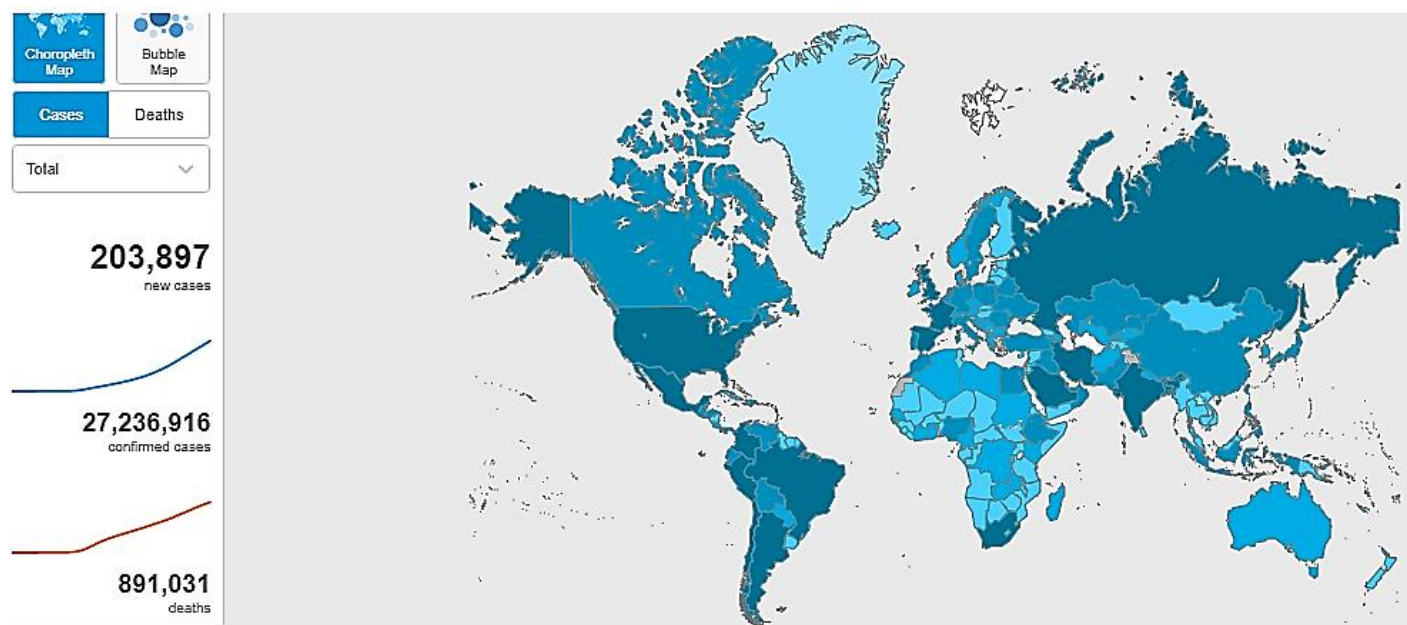 Choropleth
Map
Bubble
Map
Cases
Deaths
Total
203,897
new cases
27,236,916
confirmed cases
891,031
deaths